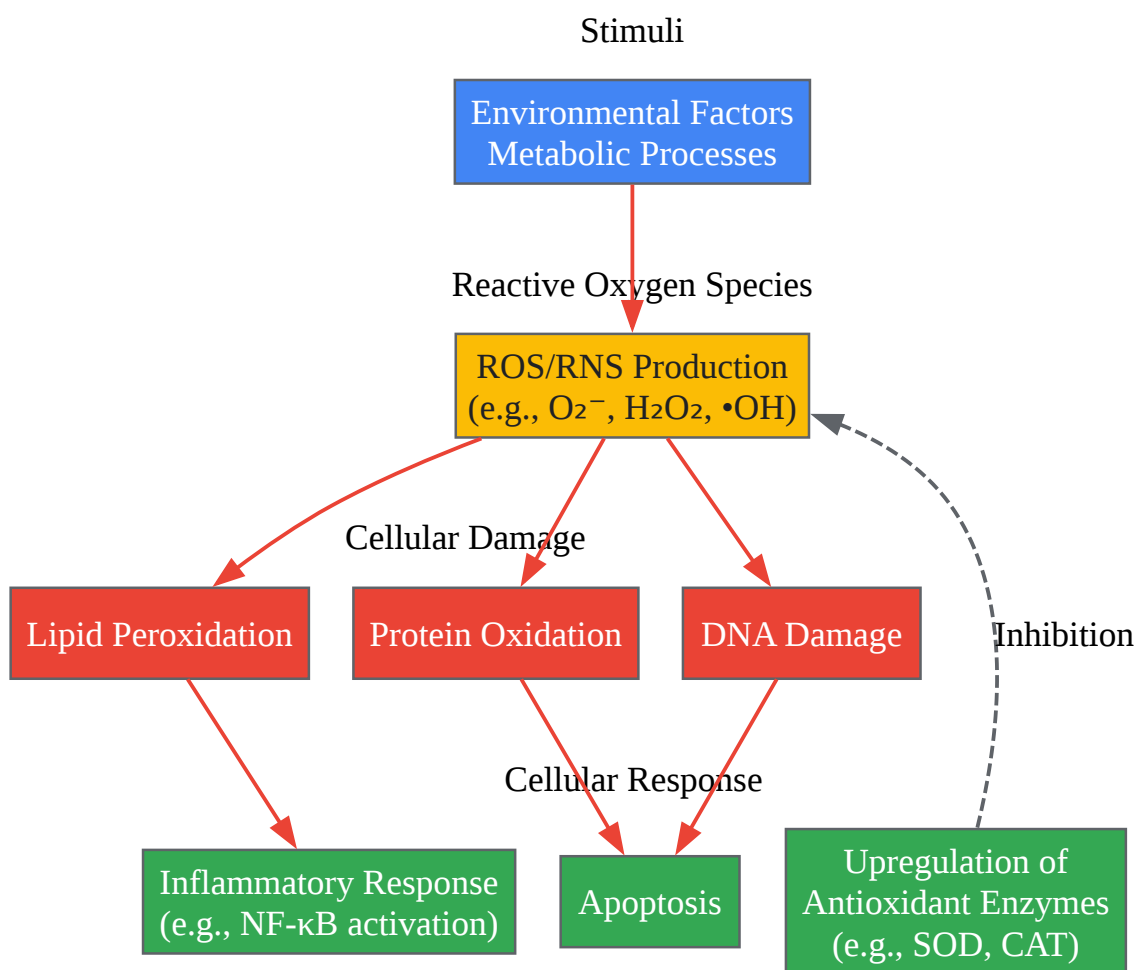 Stimuli
Environmental Factors
Metabolic Processes
Reactive Oxygen Species
ROS/RNS Production
(e.g., O₂⁻, H₂O₂, •OH)
Cellular Damage
Lipid Peroxidation
Protein Oxidation
DNA Damage
Inhibition
Cellular Response
Inflammatory Response
(e.g., NF-κB activation)
Apoptosis
Upregulation of
Antioxidant Enzymes
(e.g., SOD, CAT)